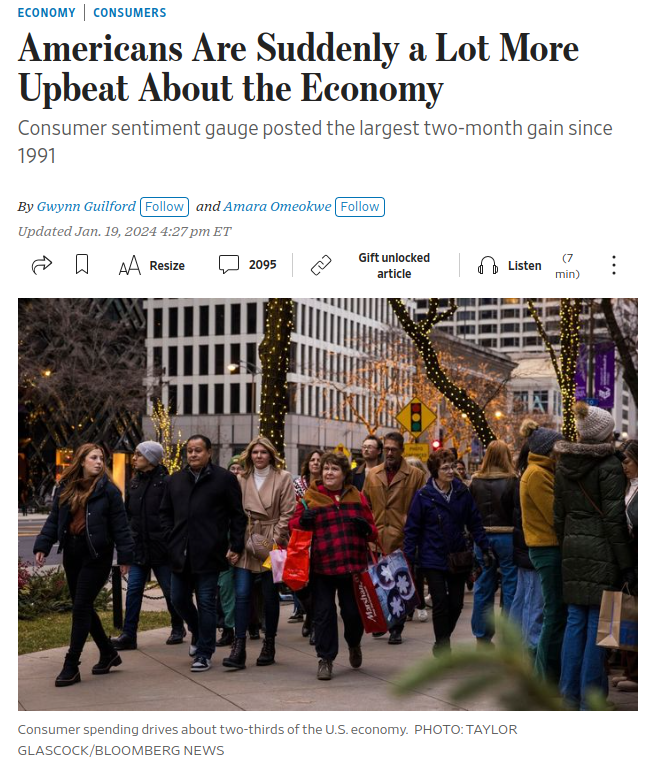 ECONOMY | CONSUMERS
Americans Are Suddenly a Lot More
Upbeat About the Economy
Consumer sentiment gauge posted the largest two-month gain since
1991
By Gwynn Guilford Follow and Amara Omeokwe Follow
Updated Jan. 19, 2024 4:27 pm ET
AA Resize 2095 Gift unlocked article Listen (7 min)
Marshalls
Consumer spending drives about two-thirds of the U.S. economy. PHOTO: TAYLOR
GLASCOCK/BLOOMBERG NEWS